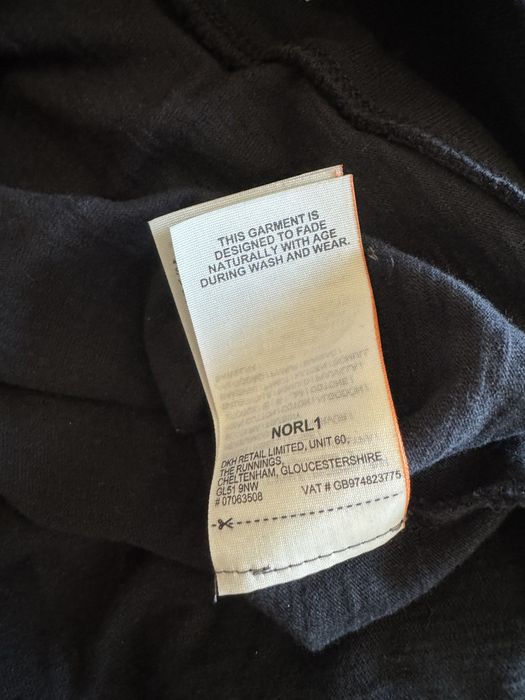 THIS GARMENT IS
DESIGNED TO FADE
NATURALLY WITH AGE
DURING WASH AND WEAR.
NORL1
DKH RETAIL LIMITED, UNIT 60,
THE RUNNINGS,
CHELTENHAM, GLOUCESTERSHIRE
GL51 9NW
# 07063508 VAT # GB974823775